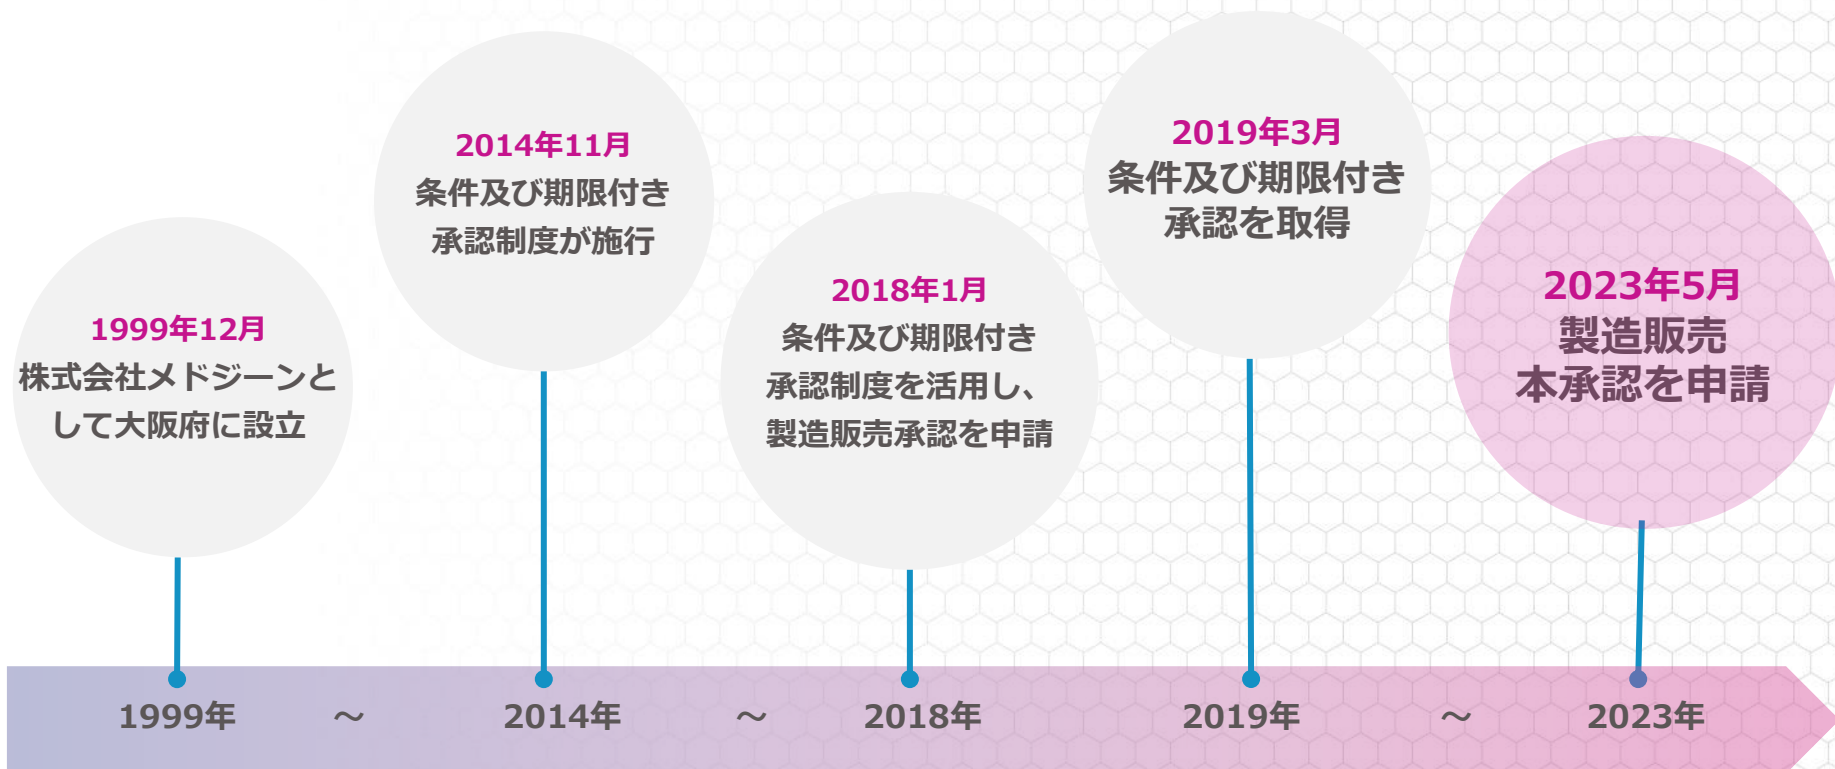 1999年12月
株式会社メドジーンと
して大阪府に設立
2014年11月
条件及び期限付き
承認制度が施行
2018年1月
条件及び期限付き
承認制度を活用し、
製造販売承認を申請
2019年3月
条件及び期限付き
承認を取得
2023年5月
製造販売
本承認を申請
1999年 ～ 2014年 ～ 2018年 2019年 ～ 2023年